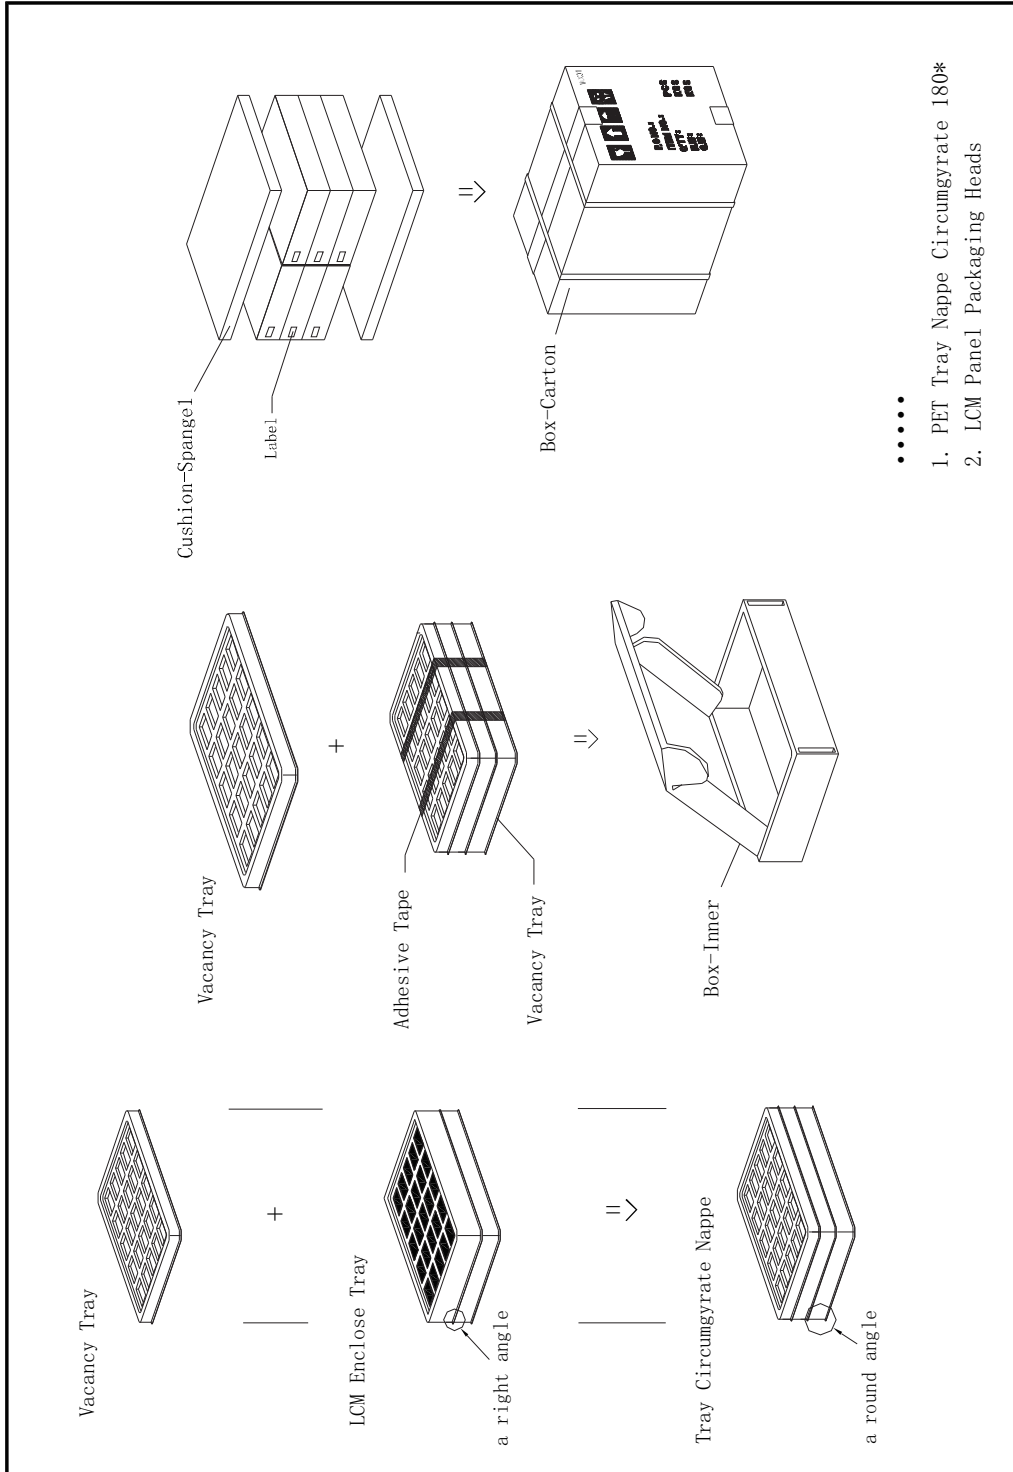 Vacancy Tray
LCM Enclose Tray
a right angle
Tray Circumgyrate Nappe
a round angle
Vacancy Tray
Adhesive Tape
Vacancy Tray
Box-Inner
Cushion-Spangel
Label
Box-Carton
1. PET Tray Nappe Circumgyrate 180*
2. LCM Panel Packaging Heads